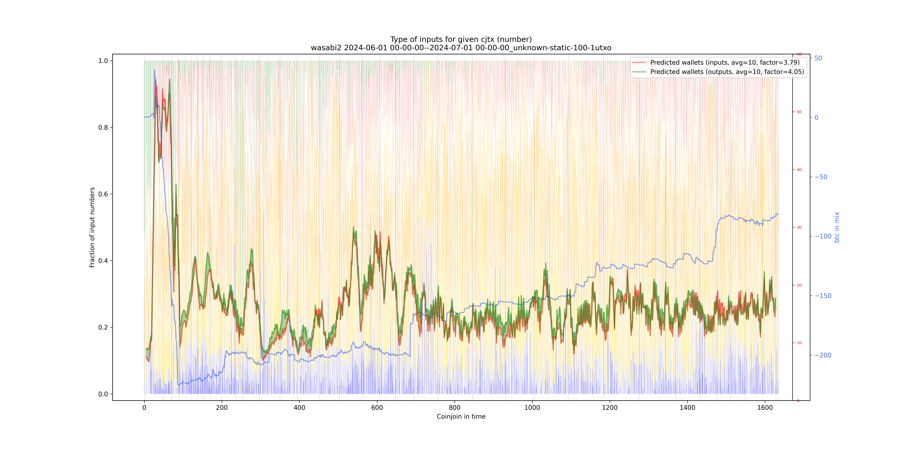 Type of inputs for given cjtx (number)
wasabi2 2024-06-01 00-00-00--2024-07-01 00-00-00_unknown-static-100-1utxo
Predicted wallets (inputs, avg=10, factor=3.79)
Predicted wallets (outputs, avg=10, factor=4.05)
Fraction of input numbers
1.0
0.8
0.6
0.4
0.2
0.0
0 200 400 600 800 1000 1200 1400 1600
Coinjoin in time
50
40
30
20
10
50
0
−50
−100
−150
−200
btc in mix